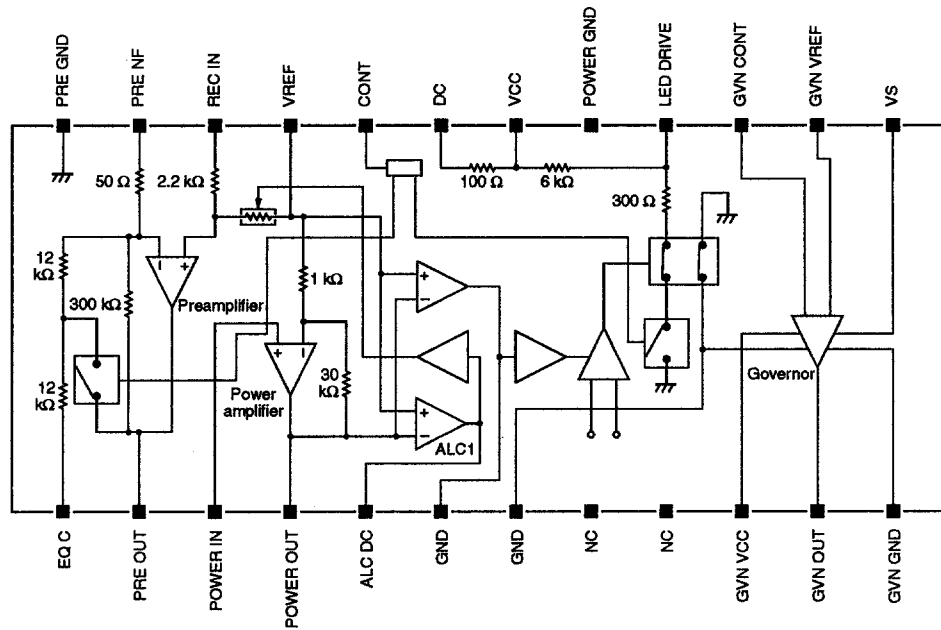 PRE GND
PRE NF
REC IN
VREF
CONT
DC
VCC
POWER GND
LED DRIVE
GVN CONT
GVN VREF
VS
50 Ω
2.2 kΩ
100 Ω
6 kΩ
300 Ω
12
kΩ
300 kΩ
Preamplifier
1 kΩ
12
kΩ
Power
amplifier
30
kΩ
ALC1
Governor
EQ C
PRE OUT
POWER IN
POWER OUT
ALC DC
GND
GND
NC
NC
GVN VCC
GVN OUT
GVN GND